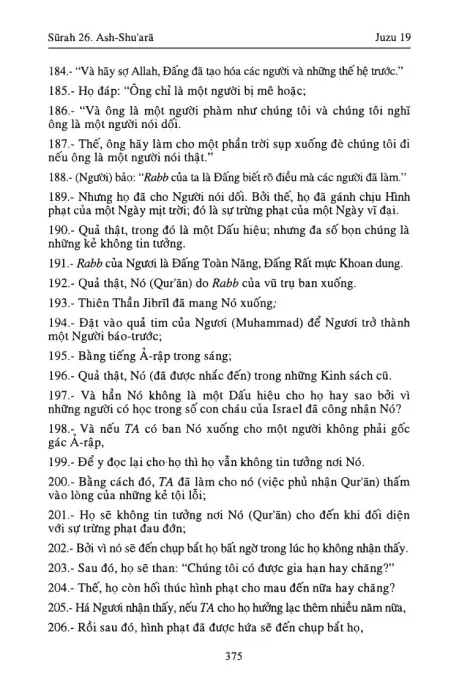 Sūrah 26. Ash-Shu'arā Juzu 19
184.- “Và hãy sợ Allah, Đấng đã tạo hóa các người và những thế hệ trước.”
185.- Họ đáp: “Ông chỉ là một người bị mê hoặc;
186.- “Và ông là một người phàm như chúng tôi và chúng tôi nghĩ
ông là một người nói dối.
187.- Thế, ông hãy làm cho một phần trời sụp xuống đè chúng tôi đi
nếu ông là một người nói thật.”
188.- (Người) bảo: “Rabb của ta là Đấng biết rõ điều mà các người đã làm.”
189.- Nhưng họ đã cho Người nói dối. Bởi thế, họ đã gánh chịu Hình
phạt của một Ngày mịt trời; đó là sự trừng phạt của một Ngày vĩ đại.
190.- Quả thật, trong đó là một Dấu hiệu; nhưng đa số bọn chúng là
những kẻ không tin tưởng.
191.- Rabb của Ngươi là Đấng Toàn Năng, Đấng Rất mực Khoan dung.
192.- Quả thật, Nó (Qur'ān) do Rabb của vũ trụ ban xuống.
193.- Thiên Thần Jibrīl đã mang Nó xuống;
194.- Đặt vào quả tim của Ngươi (Muhammad) để Ngươi trở thành
một Người báo-trước;
195.- Bằng tiếng Ả-rập trong sáng;
196.- Quả thật, Nó (đã được nhắc đến) trong những Kinh sách cũ.
197.- Và hẳn Nó không là một Dấu hiệu cho họ hay sao bởi vì
những người có học trong số con cháu của Israel đã công nhận Nó?
198.- Và nếu TA có ban Nó xuống cho một người không phải gốc
gác Ả-rập,
199.- Để y đọc lại cho họ thì họ vẫn không tin tưởng nơi Nó.
200.- Bằng cách đó, TA đã làm cho nó (việc phủ nhận Qur'ān) thấm
vào lòng của những kẻ tội lỗi;
201.- Họ sẽ không tin tưởng nơi Nó (Qur'ān) cho đến khi đối diện
với sự trừng phạt đau đớn;
202.- Bởi vì nó sẽ đến chụp bắt họ bất ngờ trong lúc họ không nhận thấy.
203.- Sau đó, họ sẽ than: “Chúng tôi có được gia hạn hay chăng?”
204.- Thế, họ còn hối thúc hình phạt cho mau đến nữa hay chăng?
205.- Há Ngươi nhận thấy, nếu TA cho họ hưởng lạc thêm nhiều năm nữa,
206.- Rồi sau đó, hình phạt đã được hứa sẽ đến chụp bắt họ,
375